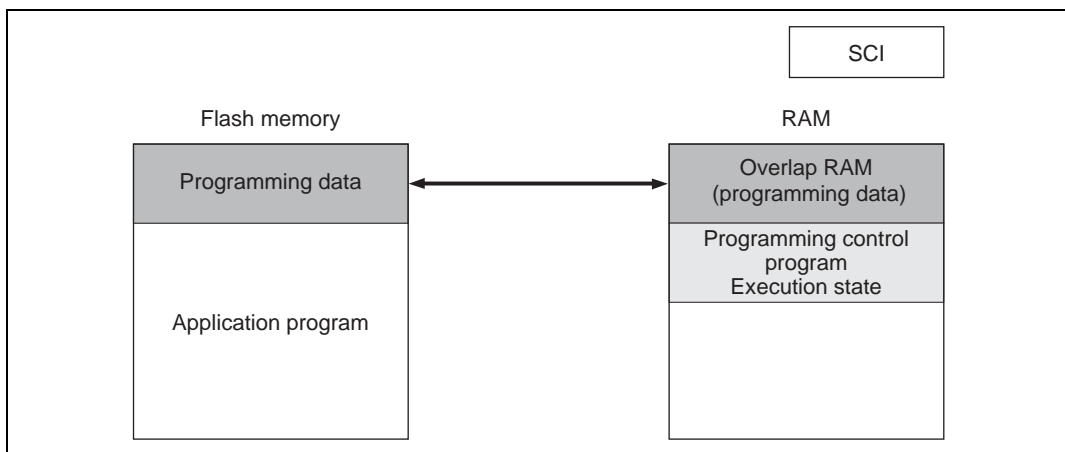 SCI
Flash memory
RAM
Programming data
Overlap RAM
(programming data)
Programming control
program
Execution state
Application program